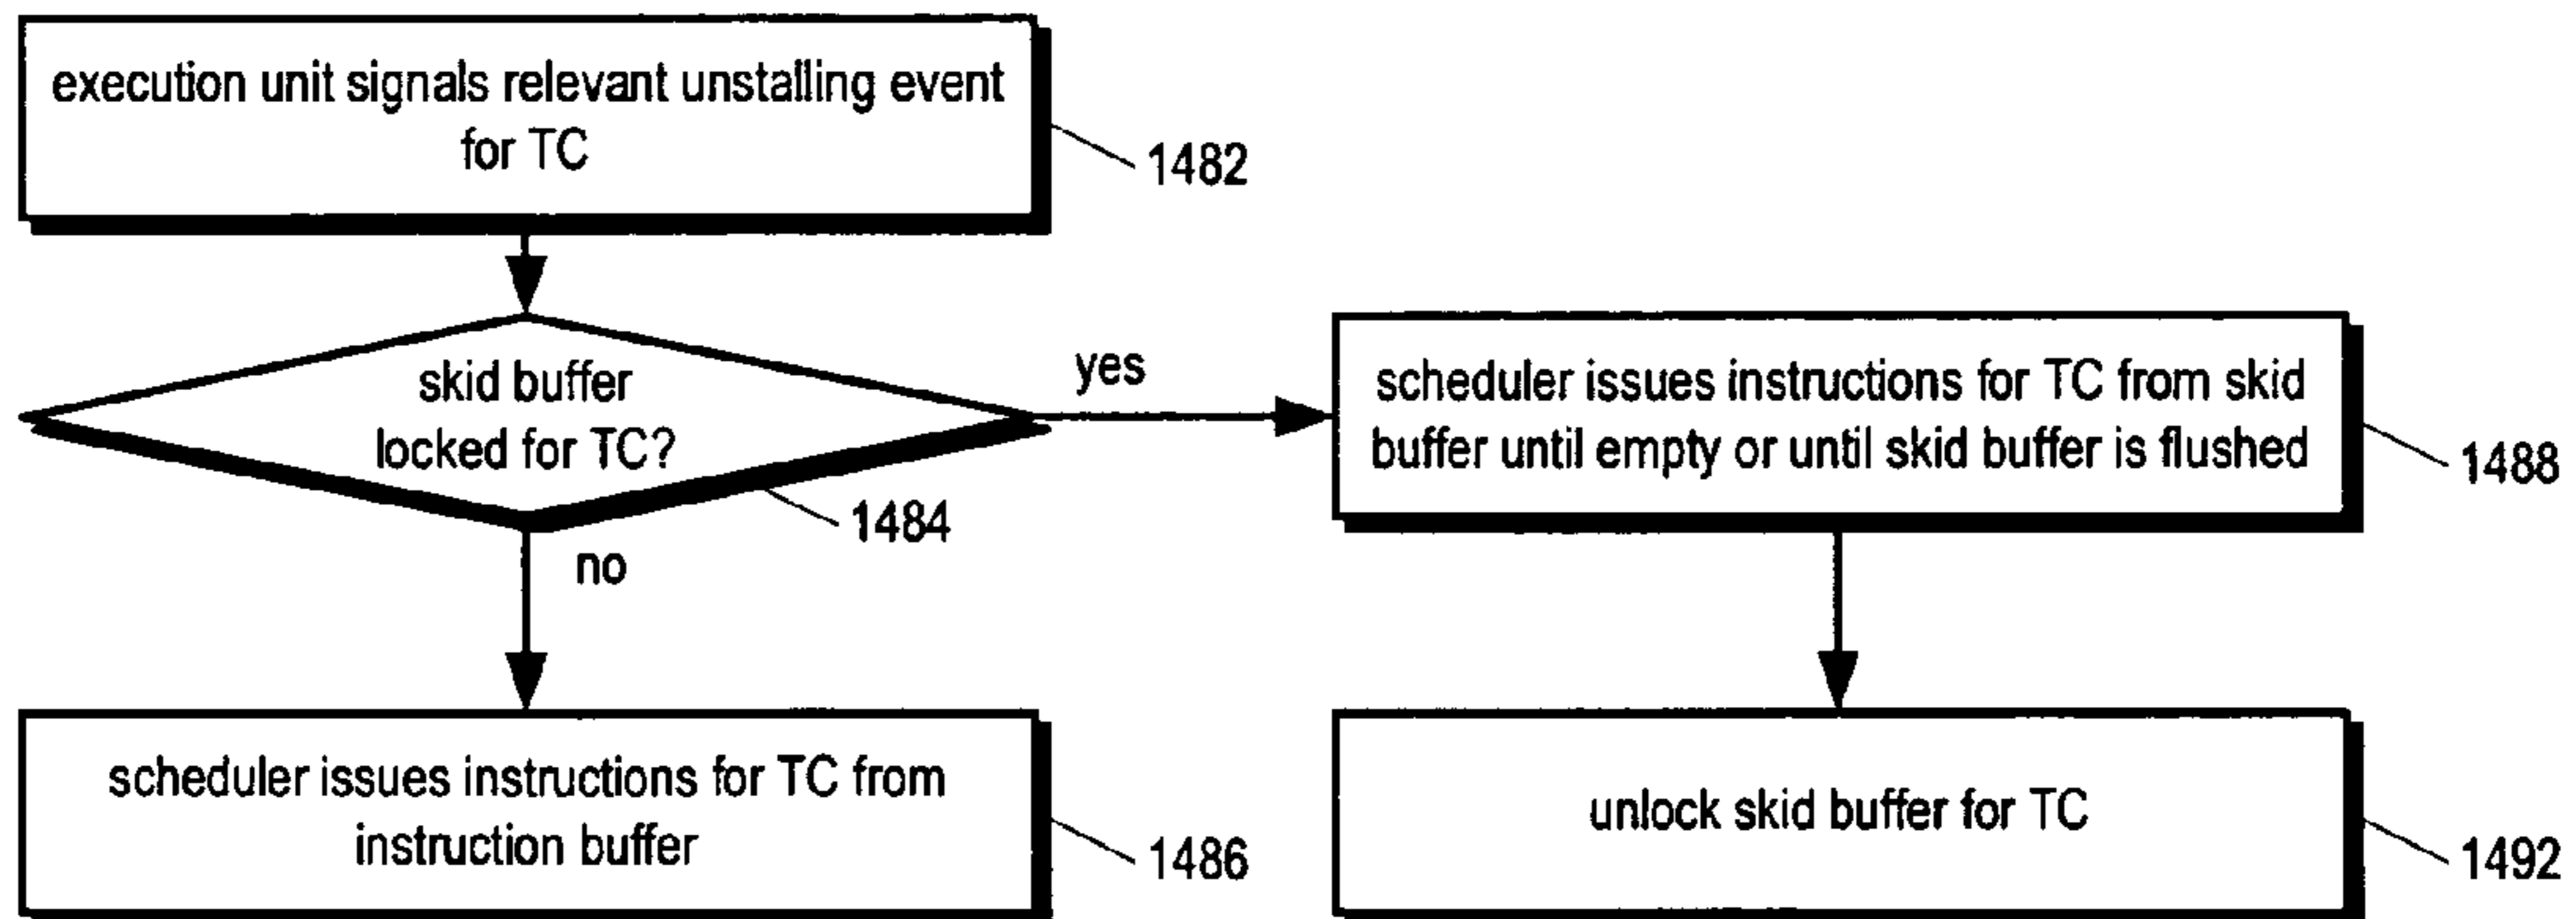 execution unit signals relevant unstalling event
for TC
1482
skid buffer
locked for TC?
1484
yes
no
scheduler issues instructions for TC from skid
buffer until empty or until skid buffer is flushed
1488
scheduler issues instructions for TC from
instruction buffer
1486
unlock skid buffer for TC
1492